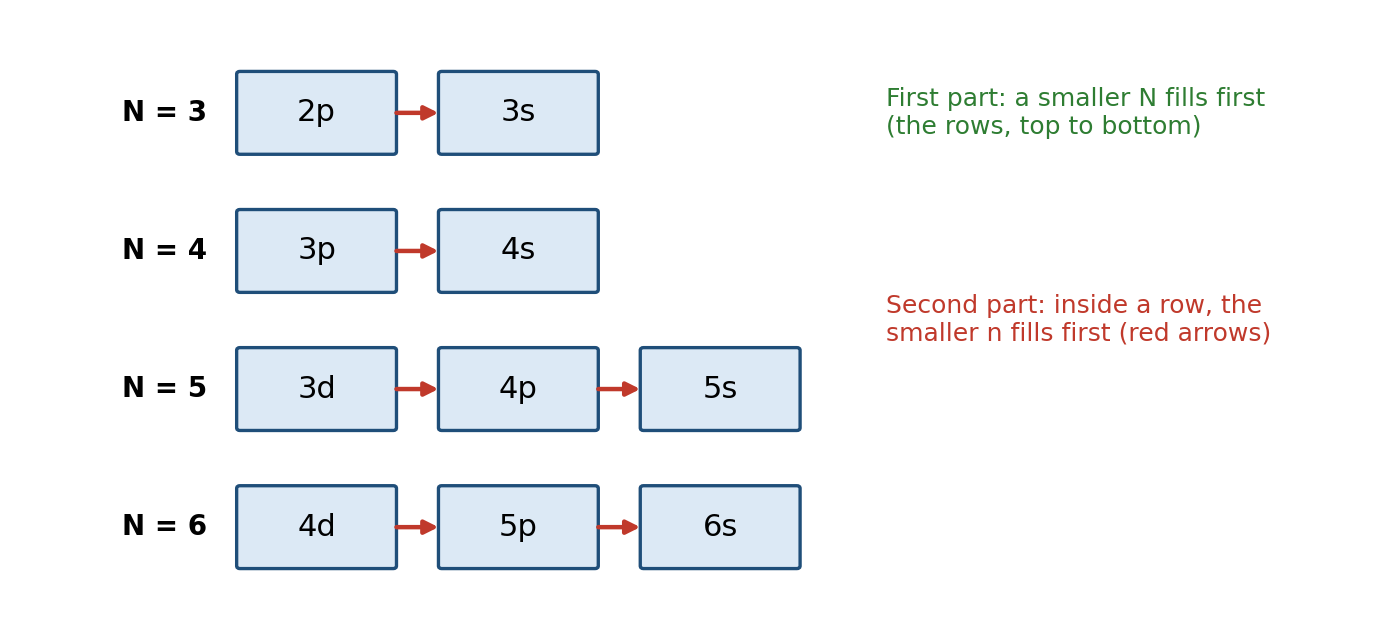 N = 3
2p
3s
First part: a smaller N fills first
(the rows, top to bottom)
N = 4
3p
4s
Second part: inside a row, the
smaller n fills first (red arrows)
N = 5
3d
4p
5s
N = 6
4d
5p
6s